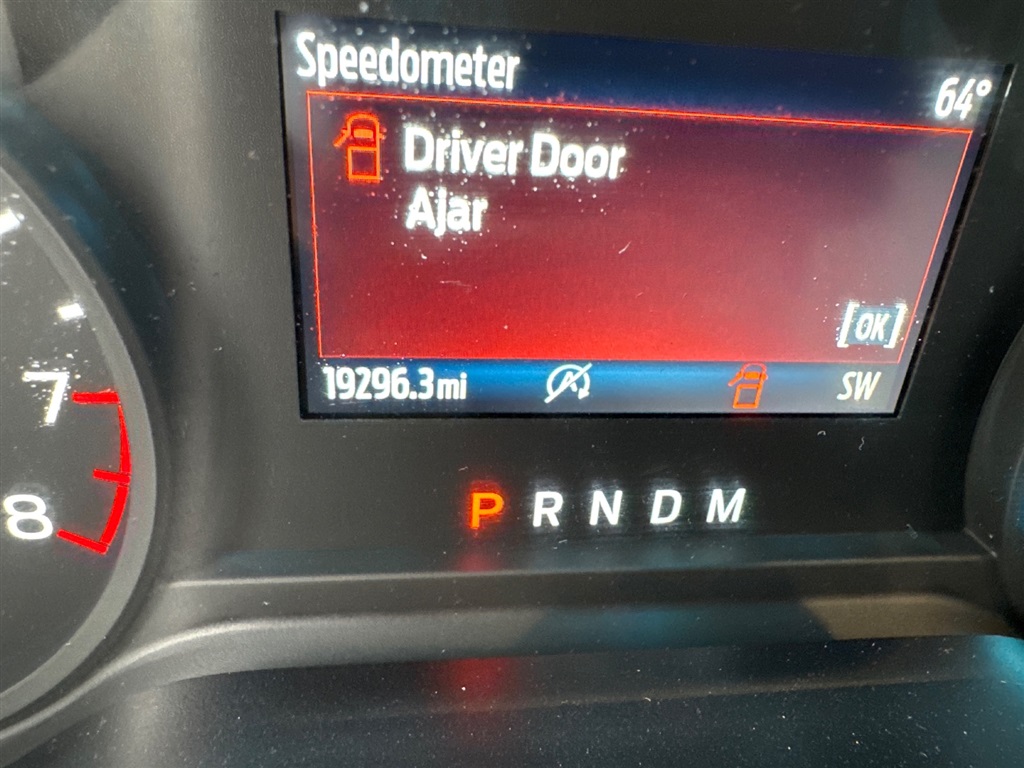 Speedometer
64°
Driver Door
Ajar
[OK]
19296.3mi
A
SW
7
8
P R N D M